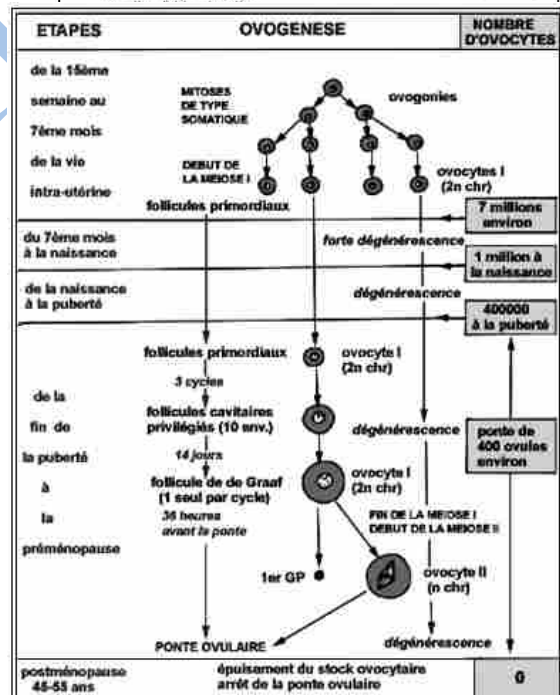 ETAPES
OVOGENESE
NOMBRE
D'OVOCYTES
de la 15ème
semaine au
7ème mois
de la vie
intra-utérine
MITOSES
DE TYPE
SOMATIQUE
ovogonies
DEBUT DE
LA MEIOSE I
ovocytes I
(2n chr)
follicules primordiaux
7 millions
environ
du 7ème mois
à la naissance
forte dégénérescence
1 million à
la naissance
de la naissance
à la puberté
dégénérescence
400000
à la puberté
de la
fin de
la puberté
à
la
préménopause
follicules primordiaux
3 cycles
follicules cavitaires
privilégiés (10 env.)
14 jours
follicule de de Graaf
(1 seul par cycle)
36 heures
avant la ponte
ovocyte I
(2n chr)
dégénérescence
ponte de
400 ovules
environ
ovocyte I
(2n chr)
FIN DE LA MEIOSE I
DEBUT DE LA MEIOSE II
1er GP
ovocyte II
(n chr)
PONTE OVULAIRE
dégénérescence
postménopause
45-55 ans
épuisement du stock ovocytaire
arrêt de la ponte ovulaire
0